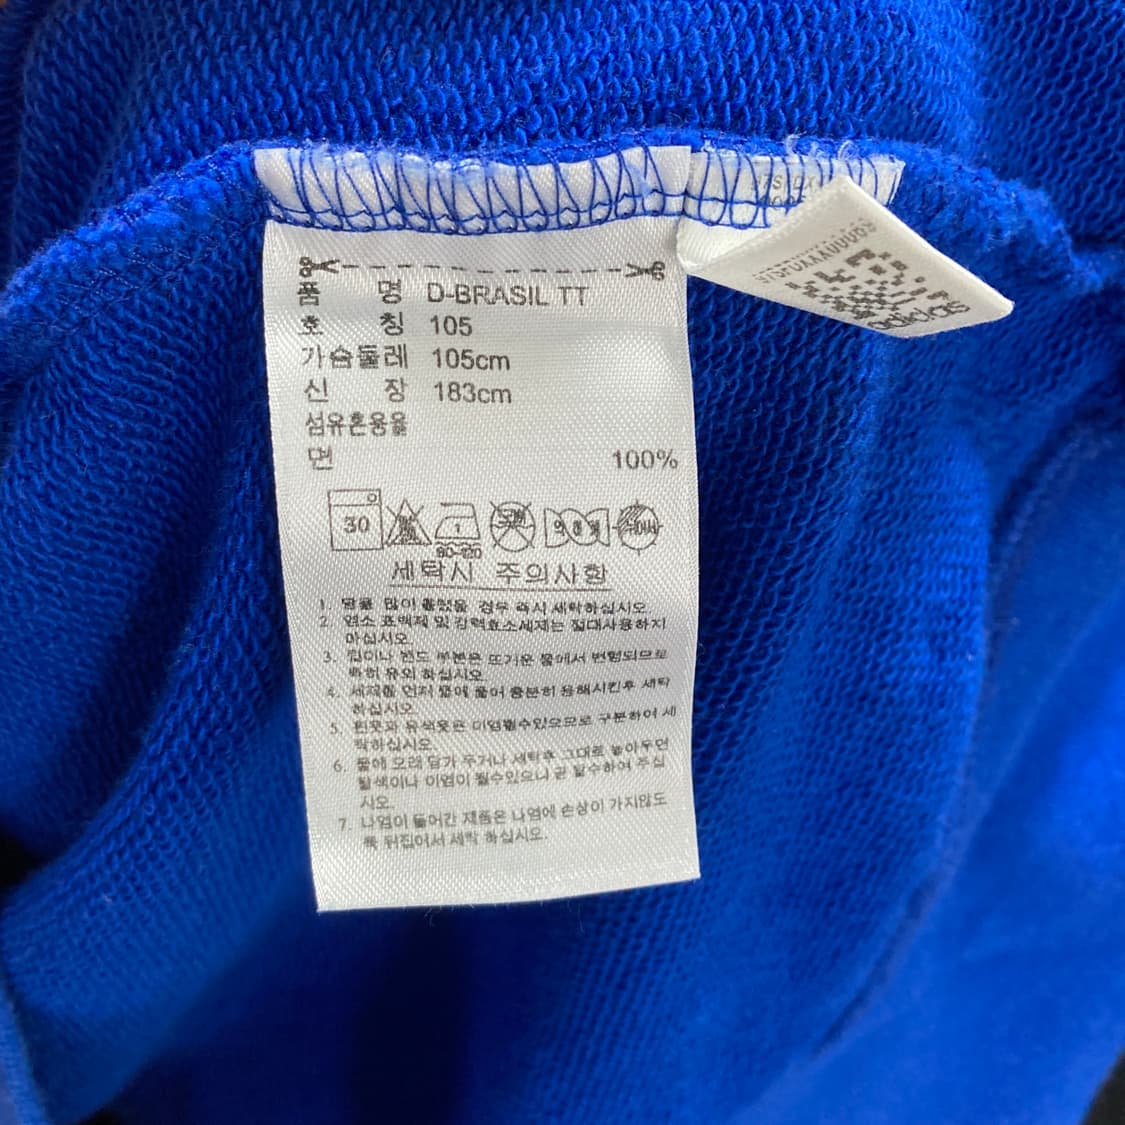 품 명 D-BRASIL TT
호 칭 105
가슴둘레 105cm
신 장 183cm
섬유혼용율
면 100%
30
80-120
세탁시 주의사항
1. 땀을 많이 흘렸을 경우 즉시 세탁하십시오
2. 염소 표백제 및 강력효소세제는 절대사용하지
마십시오
3. 밴드 부분은 뜨거운 물에서 변형되므로
특히 유의 하십시오
4. 세제를 먼저 물에 풀어 충분히 용해시킨후 세탁
하십시오
5. 흰옷과 유색옷은 이염될수있으므로 구분하여 세
탁하십시오
6. 물에 오래 담가 두거나 세탁후 그대로 놓아두면
탈색이나 이염이 될수있으니 곧 탈수하여 주십
시오.
7. 나염이 들어간 제품은 나염에 손상이 가지않도
록 뒤집어서 세탁 하십시오.
adidas